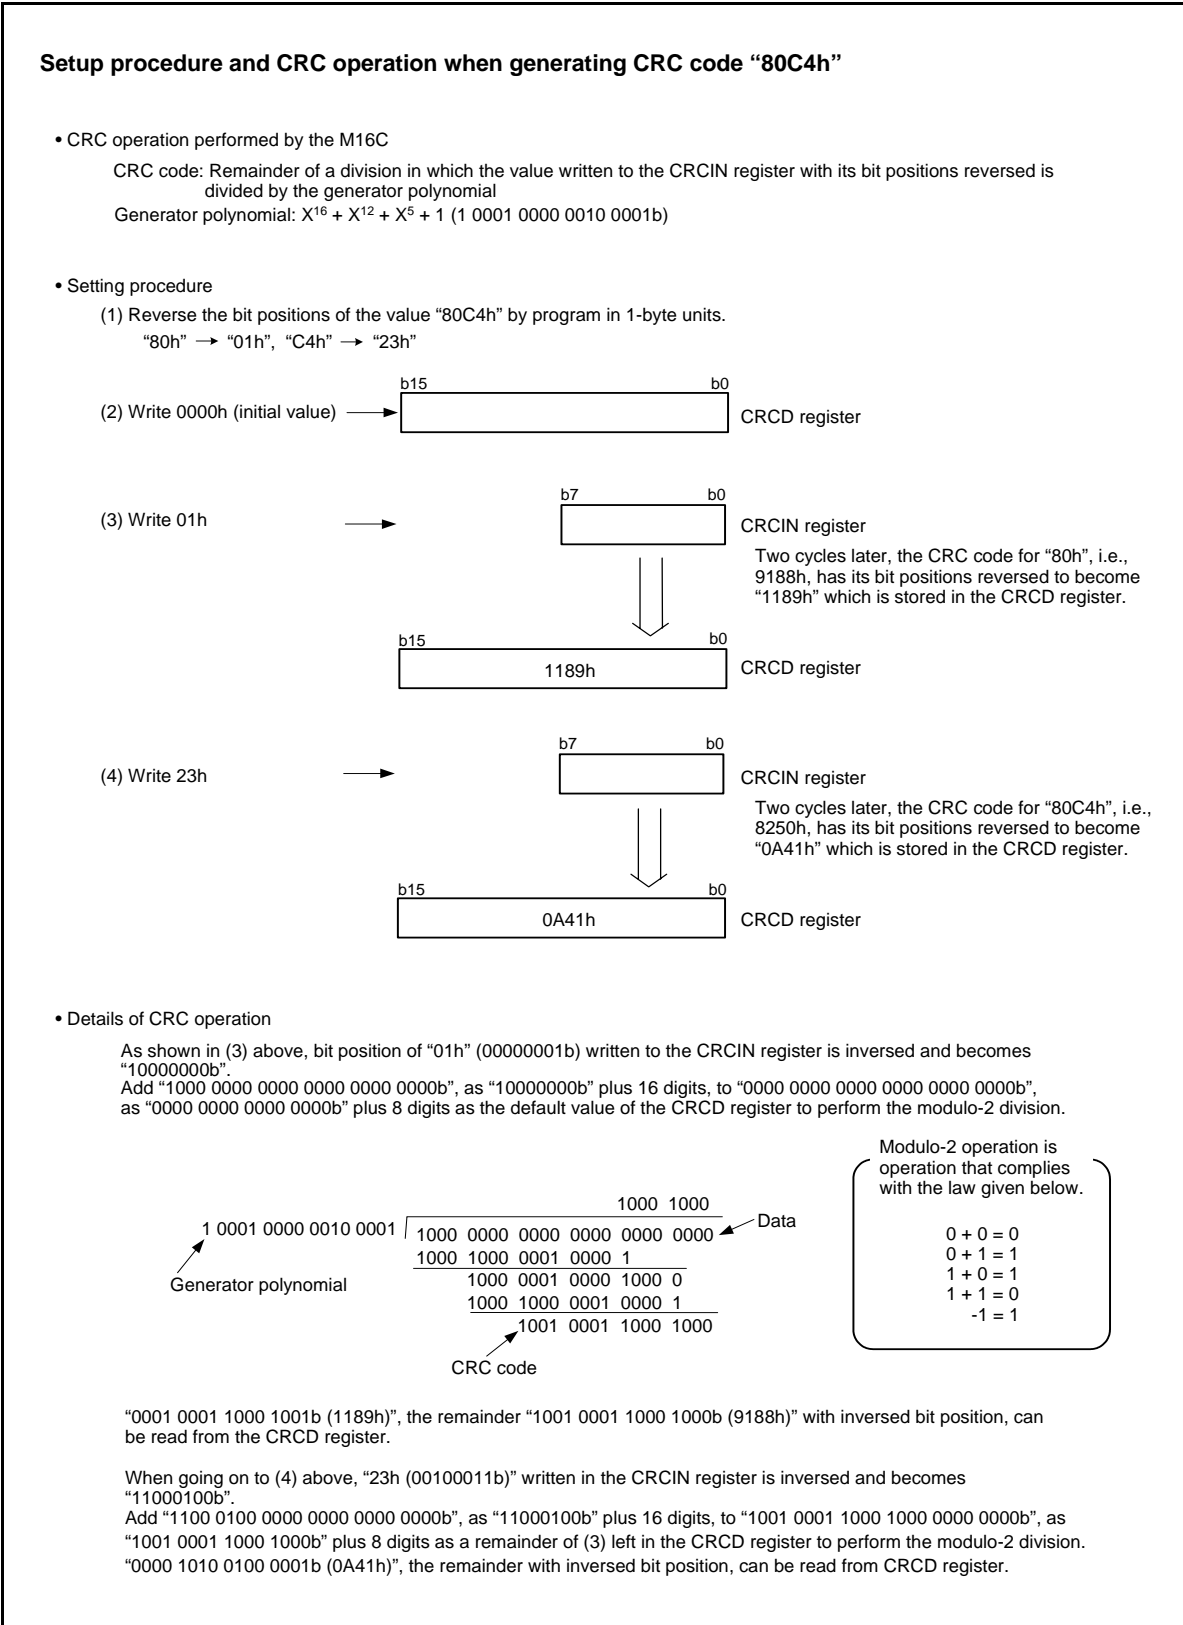 Setup procedure and CRC operation when generating CRC code “80C4h”
• CRC operation performed by the M16C
CRC code: Remainder of a division in which the value written to the CRCIN register with its bit positions reversed is
divided by the generator polynomial
Generator polynomial: X¹⁶ + X¹² + X⁵ + 1 (1 0001 0000 0010 0001b)
• Setting procedure
(1) Reverse the bit positions of the value “80C4h” by program in 1-byte units.
“80h” → “01h”, “C4h” → “23h”
b15 b0
(2) Write 0000h (initial value)
CRCD register
b7 b0
(3) Write 01h
CRCIN register
Two cycles later, the CRC code for “80h”, i.e.,
9188h, has its bit positions reversed to become
“1189h” which is stored in the CRCD register.
b15 b0
1189h
CRCD register
b7 b0
(4) Write 23h
CRCIN register
Two cycles later, the CRC code for “80C4h”, i.e.,
8250h, has its bit positions reversed to become
“0A41h” which is stored in the CRCD register.
b15 b0
0A41h
CRCD register
• Details of CRC operation
As shown in (3) above, bit position of “01h” (00000001b) written to the CRCIN register is inversed and becomes
“10000000b”.
Add “1000 0000 0000 0000 0000 0000b”, as “10000000b” plus 16 digits, to “0000 0000 0000 0000 0000 0000b”,
as “0000 0000 0000 0000b” plus 8 digits as the default value of the CRCD register to perform the modulo-2 division.
1000 1000
1 0001 0000 0010 0001
1000 0000 0000 0000 0000 0000
Data
1000 1000 0001 0000 1
Generator polynomial
1000 0001 0000 1000 0
1000 1000 0001 0000 1
1001 0001 1000 1000
CRC code
Modulo-2 operation is
operation that complies
with the law given below.
0 + 0 = 0
0 + 1 = 1
1 + 0 = 1
1 + 1 = 0
-1 = 1
“0001 0001 1000 1001b (1189h)”, the remainder “1001 0001 1000 1000b (9188h)” with inversed bit position, can
be read from the CRCD register.
When going on to (4) above, “23h (00100011b)” written in the CRCIN register is inversed and becomes
“11000100b”.
Add “1100 0100 0000 0000 0000 0000b”, as “11000100b” plus 16 digits, to “1001 0001 1000 1000 0000 0000b”, as
“1001 0001 1000 1000b” plus 8 digits as a remainder of (3) left in the CRCD register to perform the modulo-2 division.
“0000 1010 0100 0001b (0A41h)”, the remainder with inversed bit position, can be read from CRCD register.